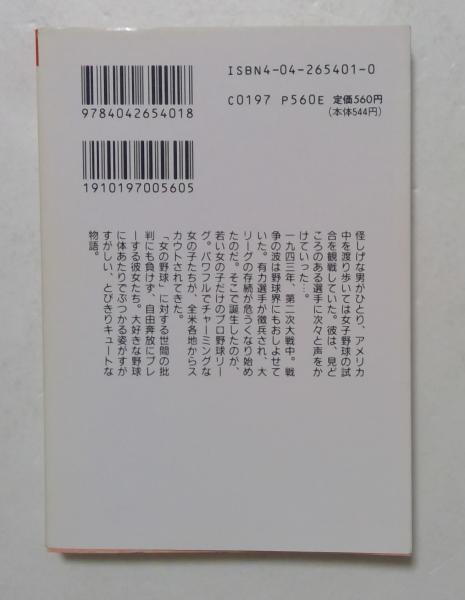 ISBN4-04-265401-0
C0197 P560E 定価560円
(本体544円)
9784042654018
1910197005605
怪しげな男がひとり、アメリカ
中を渡り歩いては女子野球の試
合を観戦していた。彼は、見ど
ころのある選手に次々と声をか
けていった…。
一九四三年、第二次大戦中。戦
争の波は野球界にもおしよせて
いた。有力選手が徴兵され、大
リーグの存続が危うくなり始め
たのだ。そこで誕生したのが、
若い女の子だけのプロ野球リー
グ。パワフルでチャーミングな
女の子たちが、全米各地からス
カウトされてきた。
「女の野球」に対する世間の批
判にも負けず、自由奔放にプレ
ーする彼女たち。大好きな野球
に体あたりでぶつかる姿がすが
すがしい、とびきりキュートな
物語。